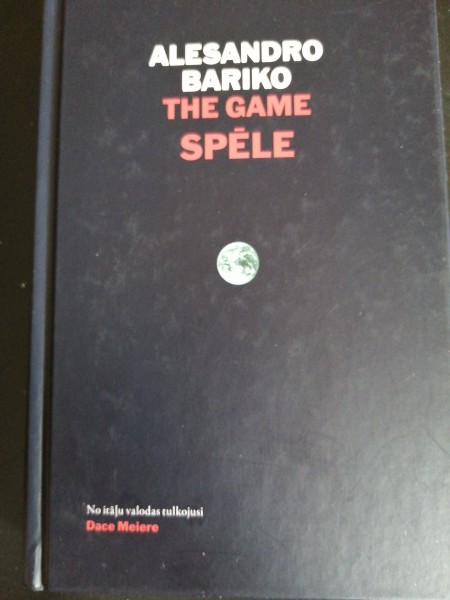 ALESANDRO
BARIKO
THE GAME
SPĒLE
No itāļu valodas tulkojusi
Dace Meiere